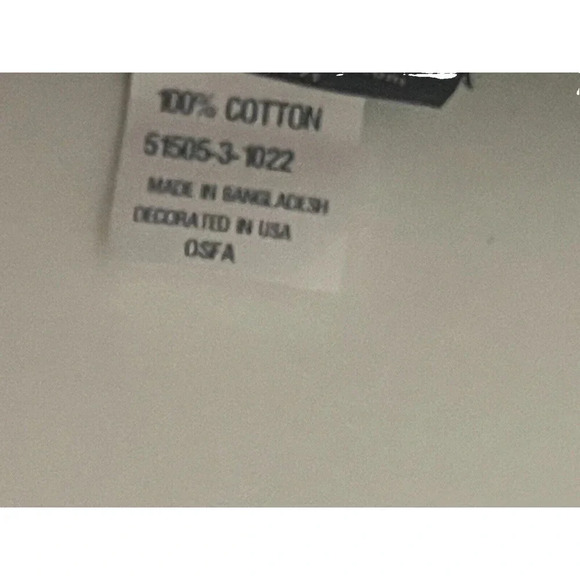 100% COTTON
51505-3-1022
MADE IN BANGLADESH
DECORATED IN USA
OSFA